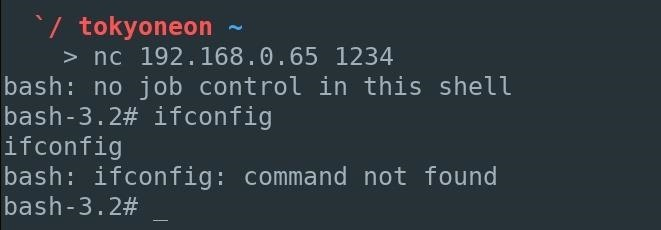 `/ tokyoneon ~
> nc 192.168.0.65 1234
bash: no job control in this shell
bash-3.2# ifconfig
ifconfig
bash: ifconfig: command not found
bash-3.2# _